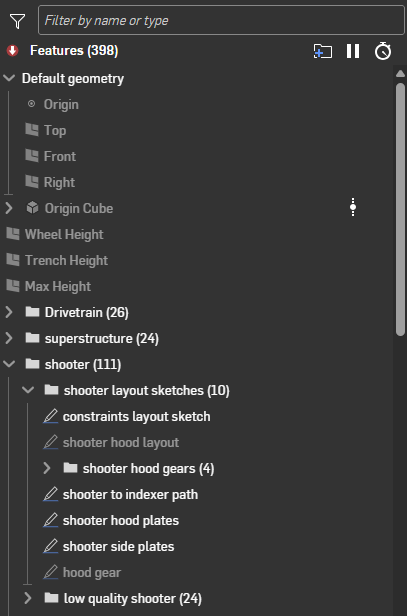 Filter by name or type
Features (398)
Default geometry
Origin
Top
Front
Right
Origin Cube
Wheel Height
Trench Height
Max Height
Drivetrain (26)
superstructure (24)
shooter (111)
shooter layout sketches (10)
constraints layout sketch
shooter hood layout
shooter hood gears (4)
shooter to indexer path
shooter hood plates
shooter side plates
hood gear
low quality shooter (24)